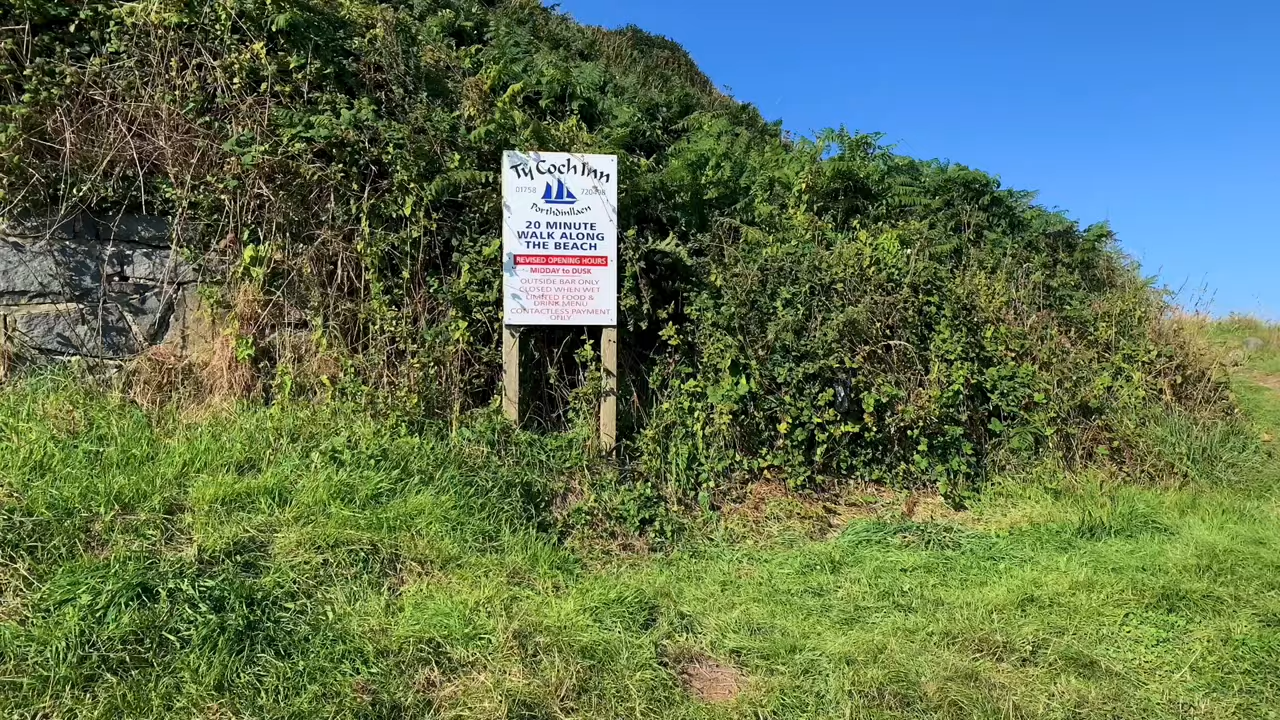 Ty Coch Inn
01758 720498
Porthdinllaen
20 MINUTE
WALK ALONG
THE BEACH
REVISED OPENING HOURS
MIDDAY to DUSK
OUTSIDE BAR ONLY
CLOSED WHEN WET
LIMITED FOOD &
DRINK MENU
CONTACTLESS PAYMENT
ONLY